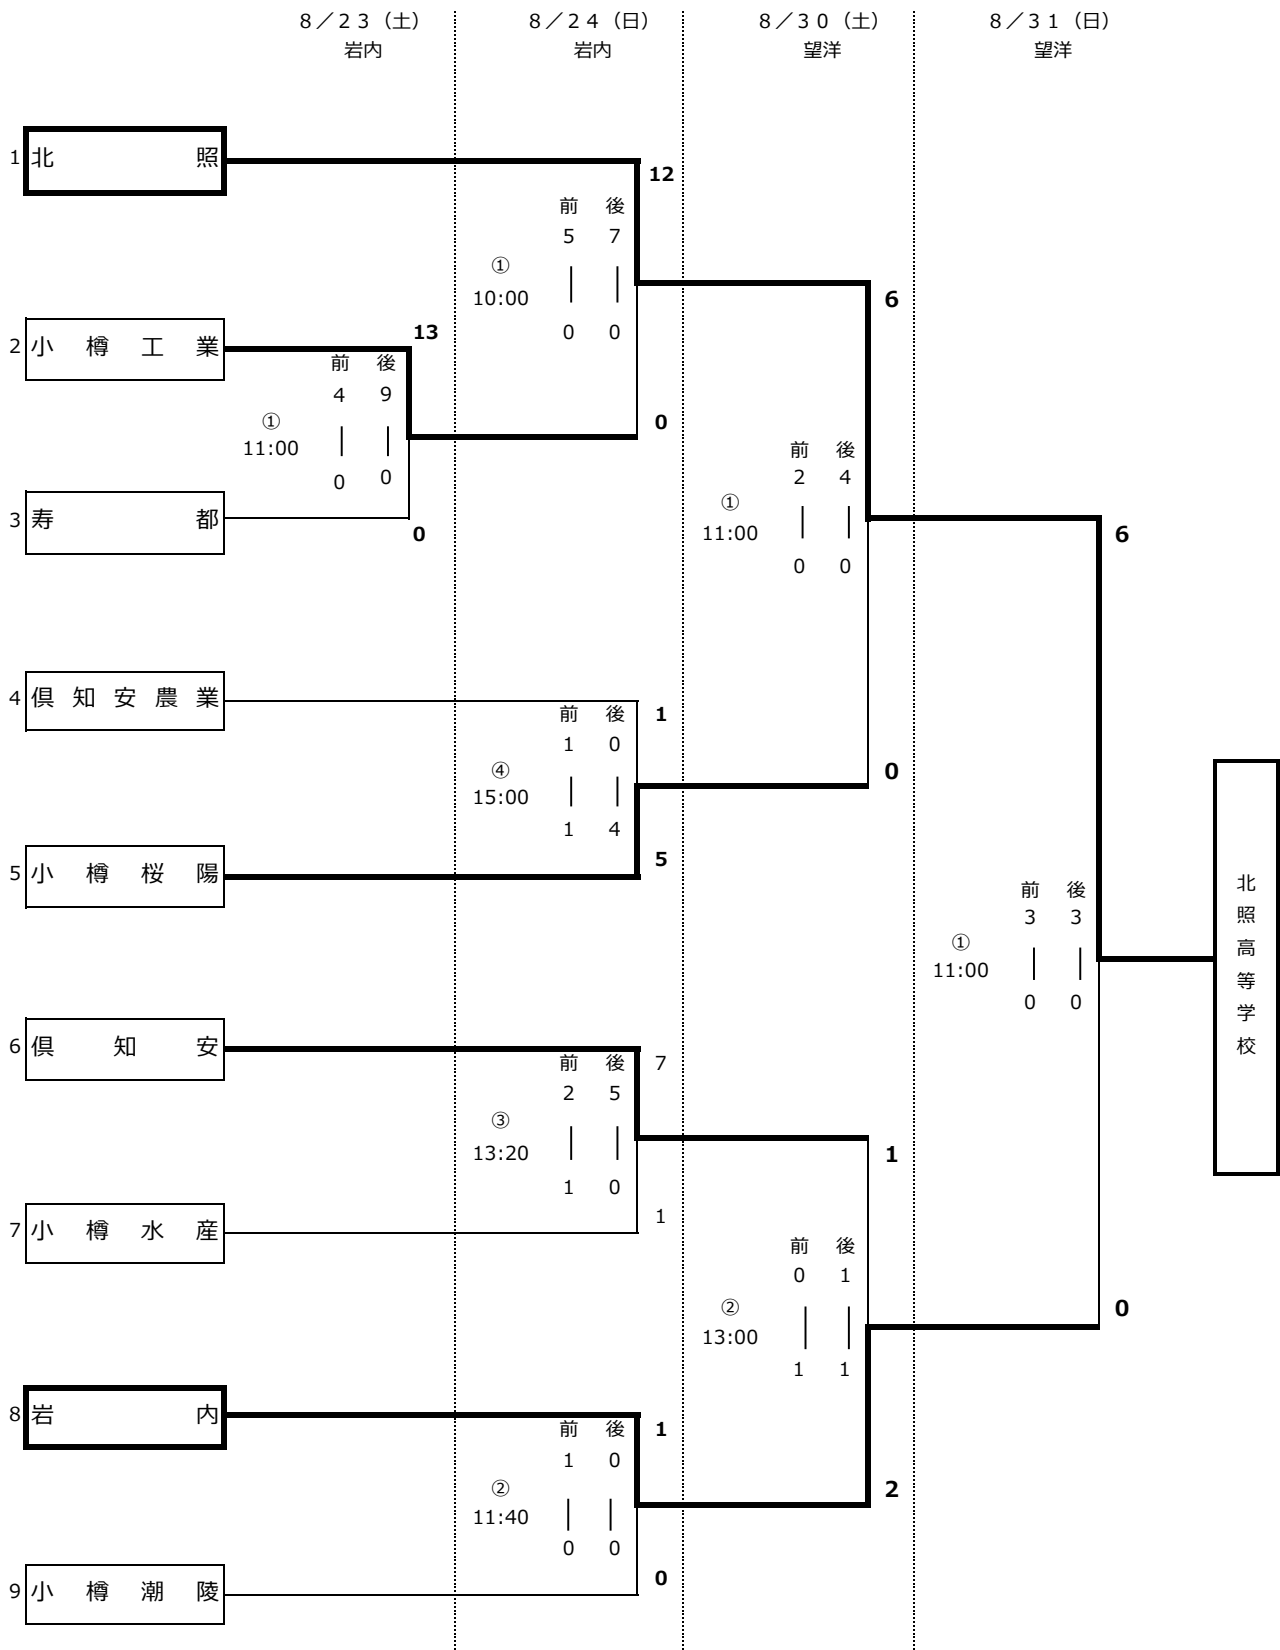 8／23（土）
8／24（日）
8／30（土）
8／31（日）
岩内
岩内
望洋
望洋
1 北照
12
前 後
5 7
①
10:00
0 0
6
2 小樽工業
13
前 後
4 9
①
11:00
0 0
0
3 寿都
0
前 後
2 4
①
11:00
0 0
6
4 倶知安農業
1
前 後
1 0
④
15:00
1 4
0
5 小樽桜陽
5
前 後
3 3
①
11:00
0 0
北照高等学校
6 倶知安
7
前 後
2 5
③
13:20
1 0
1
7 小樽水産
1
前 後
0 1
②
13:00
1 1
0
8 岩内
1
前 後
1 0
②
11:40
0 0
2
9 小樽潮陵
0